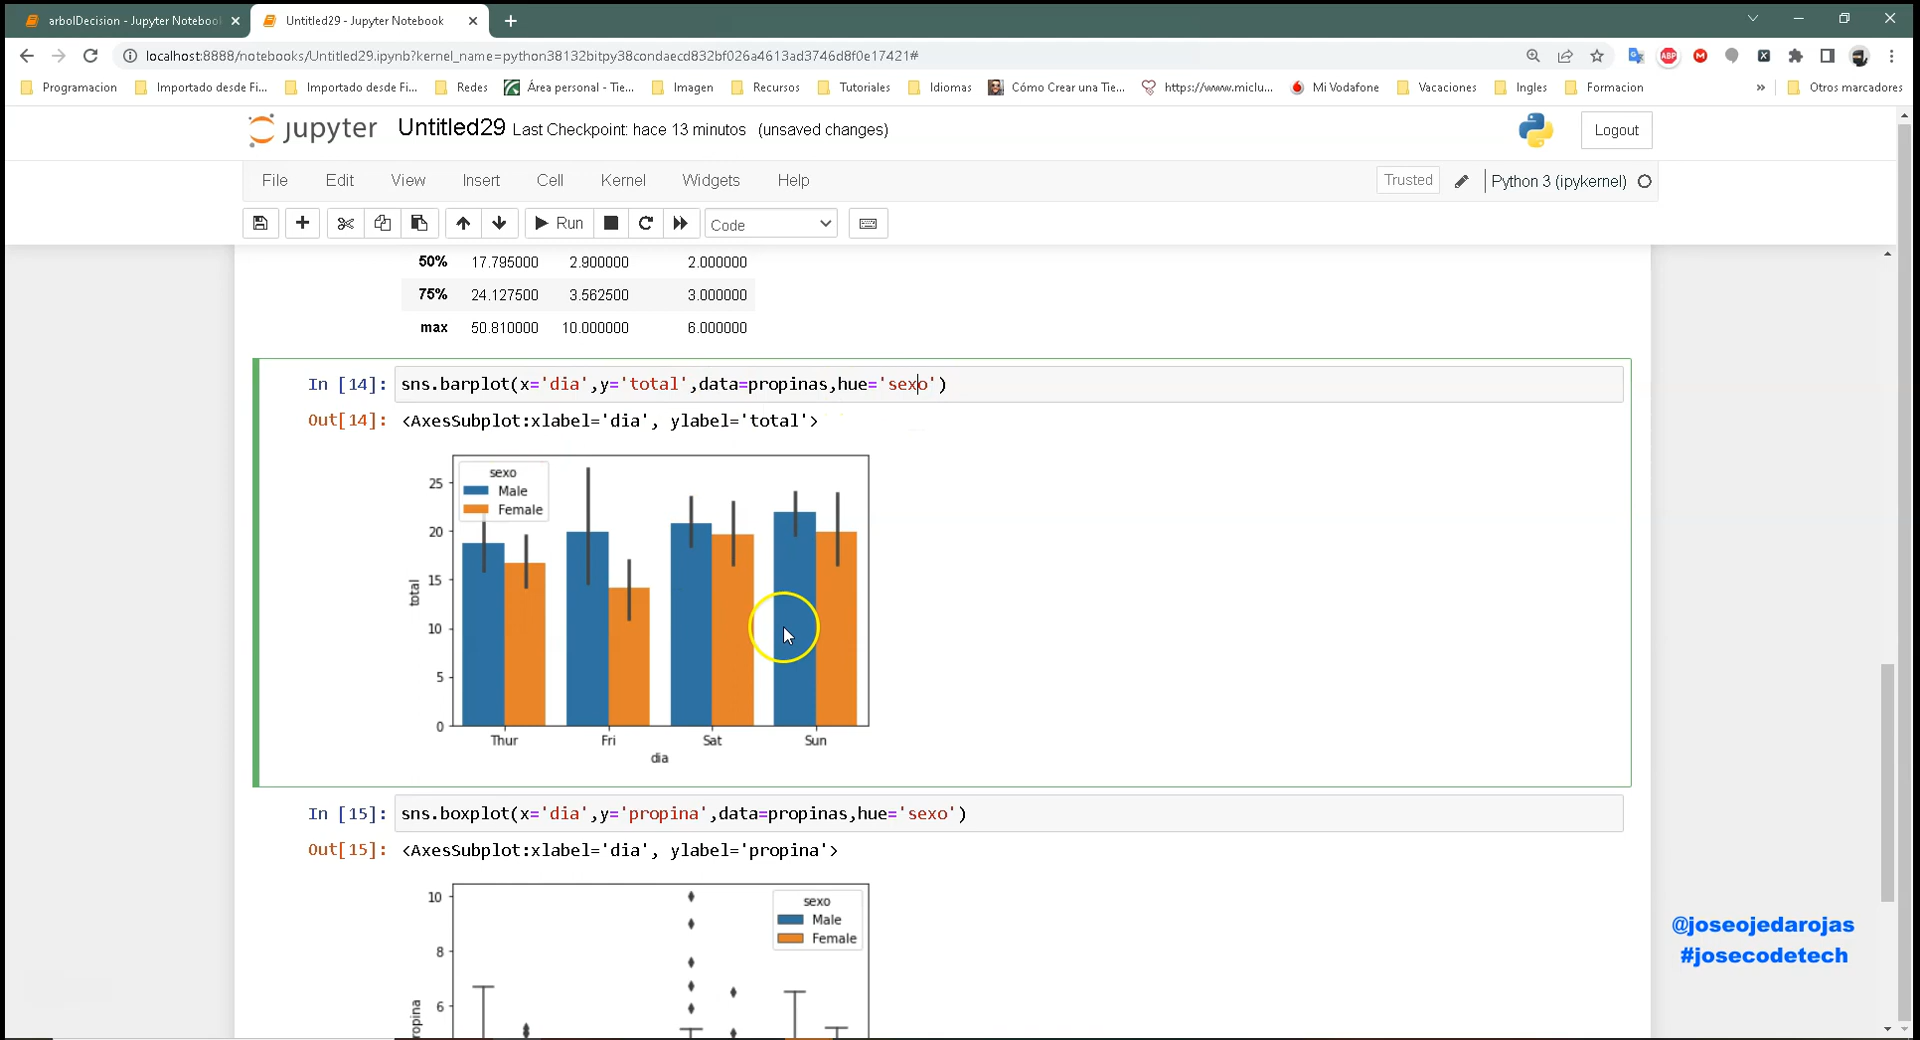 arbolDecision - Jupyter Notebook
Untitled29 - Jupyter Notebook
localhost:8888/notebooks/Untitled29.ipynb?kernel_name=python38132bitpy38condaecd832bf026a4613ad3746d8f0e17421#
ABP
M
X
Programacion
Importado desde Fi...
Importado desde Fi...
Redes
Área personal - Tie...
Imagen
Recursos
Tutoriales
Idiomas
Cómo Crear una Tie...
https://www.miclu...
Mi Vodafone
Vacaciones
Ingles
Formacion
»
Otros marcadores
jupyter Untitled29 Last Checkpoint: hace 13 minutos (unsaved changes)
Logout
File Edit View Insert Cell Kernel Widgets Help
Trusted
Python 3 (ipykernel)
Run
Code
50% 17.795000 2.900000 2.000000
75% 24.127500 3.562500 3.000000
max 50.810000 10.000000 6.000000
In [14]: sns.barplot(x='dia',y='total',data=propinas,hue='sexo')
Out[14]: <AxesSubplot:xlabel='dia', ylabel='total'>
sexo
Male
Female
25
20
15
10
5
0
total
Thur Fri Sat Sun
dia
In [15]: sns.boxplot(x='dia',y='propina',data=propinas,hue='sexo')
Out[15]: <AxesSubplot:xlabel='dia', ylabel='propina'>
sexo
Male
Female
10
8
6
@joseojedarojas
#josecodetech